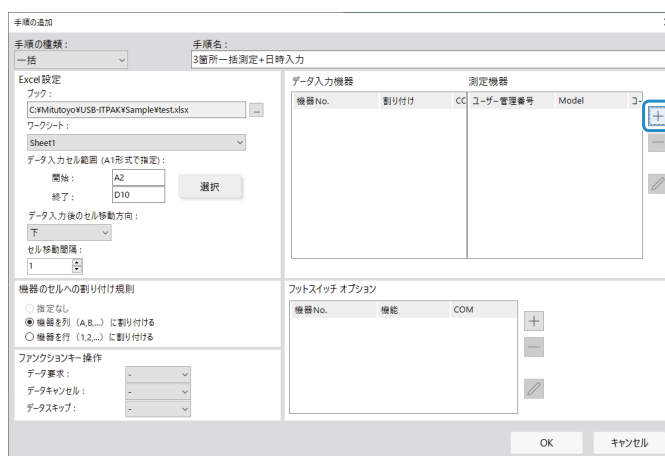 手順の追加
手順の種類： 手順名：
一括 3箇所一括測定+日時入力
Excel設定
ブック：
C:¥Mitutoyo¥USB-ITPAK¥Sample¥test.xlsx ...
ワークシート：
Sheet1
データ入力セル範囲 (A1形式で指定)：
開始： A2
選択
終了： D10
データ入力後のセル移動方向：
下
セル移動間隔：
1
データ入力機器 測定機器
機器No. 割り付け CC ユーザー管理番号 Model コー
機器のセルへの割り付け規則
指定なし
機器を列 (A,B,...) に割り付ける
機器を行 (1,2,...) に割り付ける
フットスイッチ オプション
機器No. 機能 COM
ファンクションキー操作
データ要求： -
データキャンセル： -
データスキップ： -
OK キャンセル